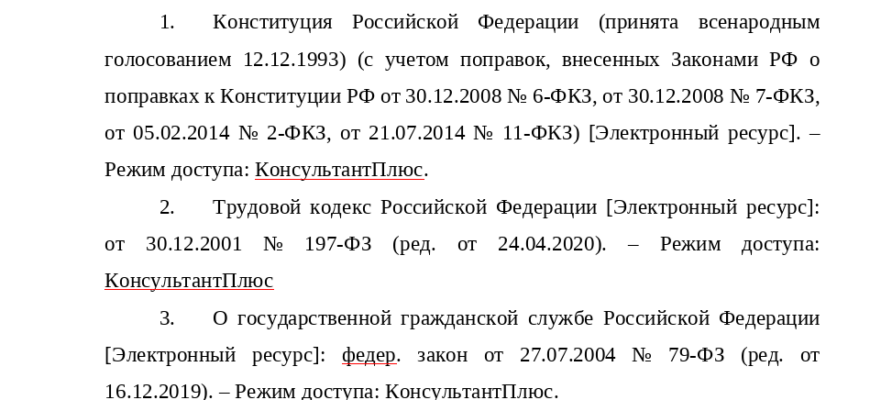 1. Конституция Российской Федерации (принята всенародным
голосованием 12.12.1993) (с учетом поправок, внесенных Законами РФ о
поправках к Конституции РФ от 30.12.2008 № 6-ФКЗ, от 30.12.2008 № 7-ФКЗ,
от 05.02.2014 № 2-ФКЗ, от 21.07.2014 № 11-ФКЗ) [Электронный ресурс]. –
Режим доступа: КонсультантПлюс.
2. Трудовой кодекс Российской Федерации [Электронный ресурс]:
от 30.12.2001 № 197-ФЗ (ред. от 24.04.2020). – Режим доступа:
КонсультантПлюс
3. О государственной гражданской службе Российской Федерации
[Электронный ресурс]: федер. закон от 27.07.2004 № 79-ФЗ (ред. от
16.12.2019). – Режим доступа: КонсультантПлюс.